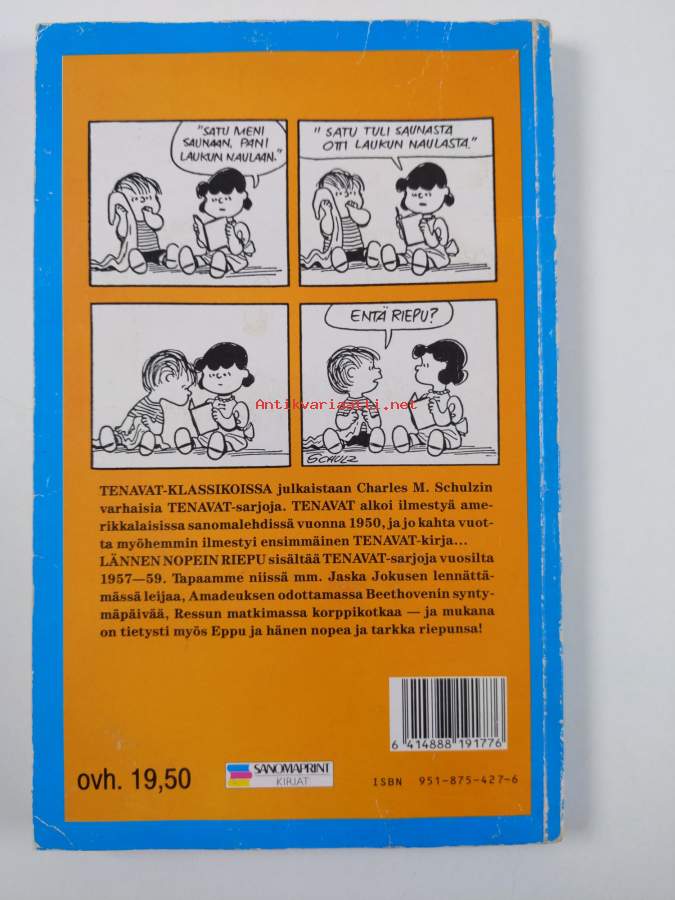 "SATU MENI
SAUNAAN, PANI
LAUKUN NAULAAN."
"SATU TULI SAUNASTA
OTTI LAUKUN NAULASTA."
ENTÄ RIEPU?
Antikvariaatti.net
SCHULZ
TENAVAT-KLASSIKOISSA julkaistaan Charles M. Schulzin
varhaisia TENAVAT-sarjoja. TENAVAT alkoi ilmestyä ame-
rikkalaisissa sanomalehdissä vuonna 1950, ja jo kahta vuot-
ta myöhemmin ilmestyi ensimmäinen TENAVAT-kirja...
LÄNNEN NOPEIN RIEPU sisältää TENAVAT-sarjoja vuosilta
1957—59. Tapaamme niissä mm. Jaska Jokusen lennättä-
mässä leijaa, Amadeuksen odottamassa Beethovenin synty-
mäpäivää, Ressun matkimassa korppikotkaa — ja mukana
on tietysti myös Eppu ja hänen nopea ja tarkka riepunsa!
6 414888 191776
ovh. 19,50
SANOMAPRINT
KIRJAT
ISBN 951-875-427-6